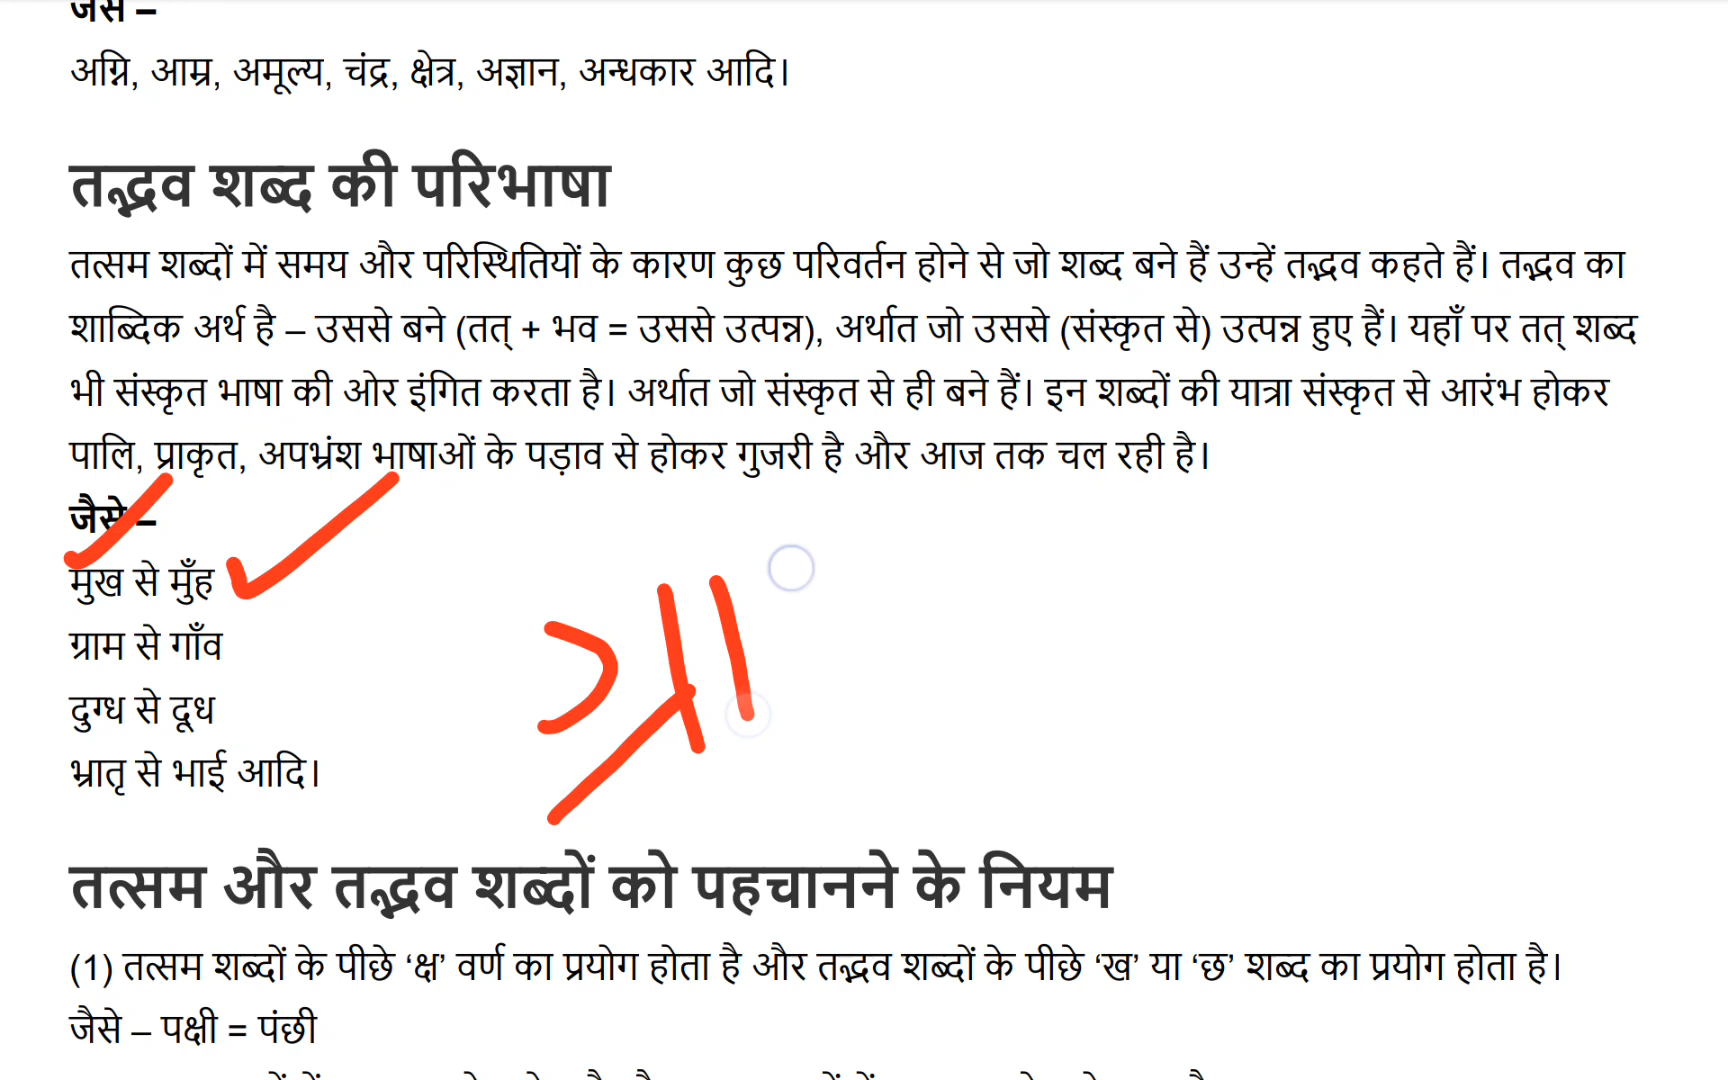 जैसे –
अग्नि, आम्र, अमूल्य, चंद्र, क्षेत्र, अज्ञान, अन्धकार आदि।
तद्भव शब्द की परिभाषा
तत्सम शब्दों में समय और परिस्थितियों के कारण कुछ परिवर्तन होने से जो शब्द बने हैं उन्हें तद्भव कहते हैं। तद्भव का
शाब्दिक अर्थ है – उससे बने (तत् + भव = उससे उत्पन्न), अर्थात जो उससे (संस्कृत से) उत्पन्न हुए हैं। यहाँ पर तत् शब्द
भी संस्कृत भाषा की ओर इंगित करता है। अर्थात जो संस्कृत से ही बने हैं। इन शब्दों की यात्रा संस्कृत से आरंभ होकर
पालि, प्राकृत, अपभ्रंश भाषाओं के पड़ाव से होकर गुजरी है और आज तक चल रही है।
जैसे –
मुख से मुँह
ग्राम से गाँव
दुग्ध से दूध
भ्रातृ से भाई आदि।
तत्सम और तद्भव शब्दों को पहचानने के नियम
(1) तत्सम शब्दों के पीछे ‘क्ष’ वर्ण का प्रयोग होता है और तद्भव शब्दों के पीछे ‘ख’ या ‘छ’ शब्द का प्रयोग होता है।
जैसे – पक्षी = पंछी